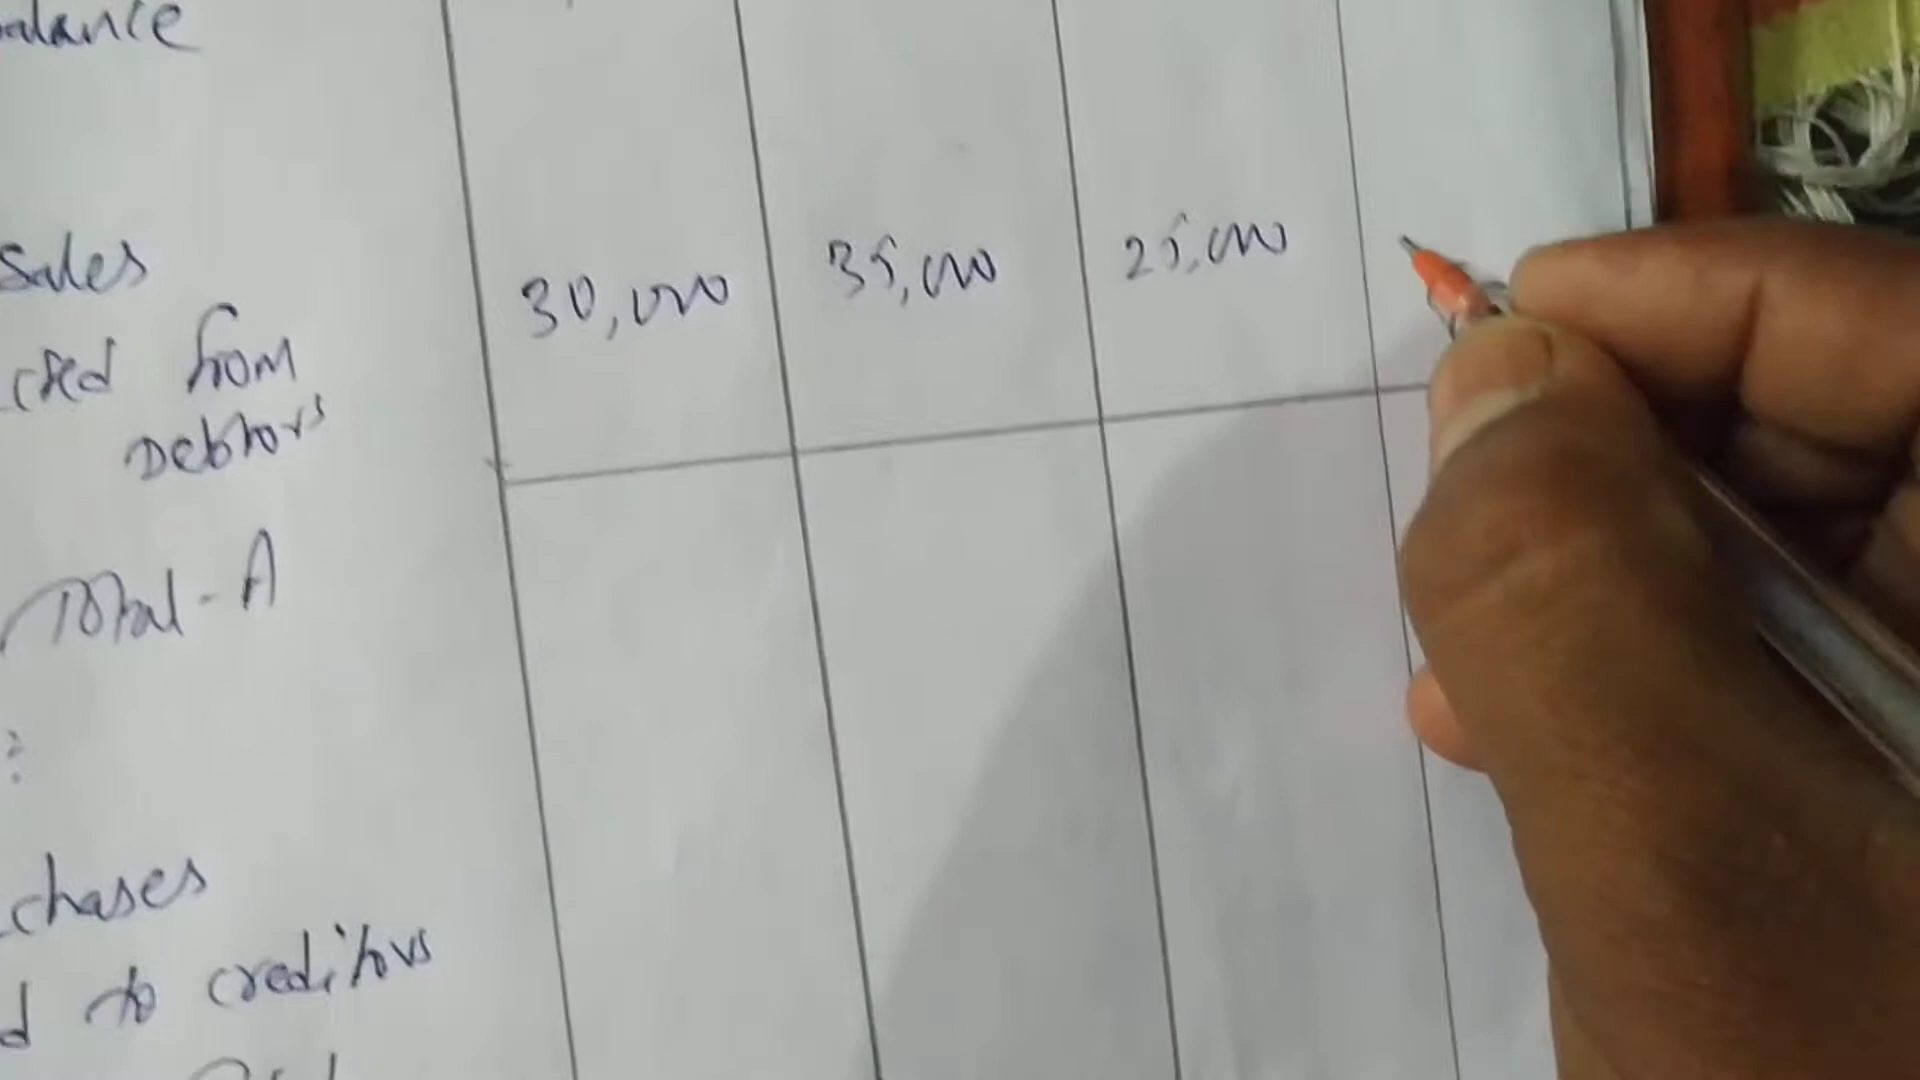 alance
Sales 30,000 35,000 25,000
cted from
Debtors
Total - A
:
chases
d to creditors